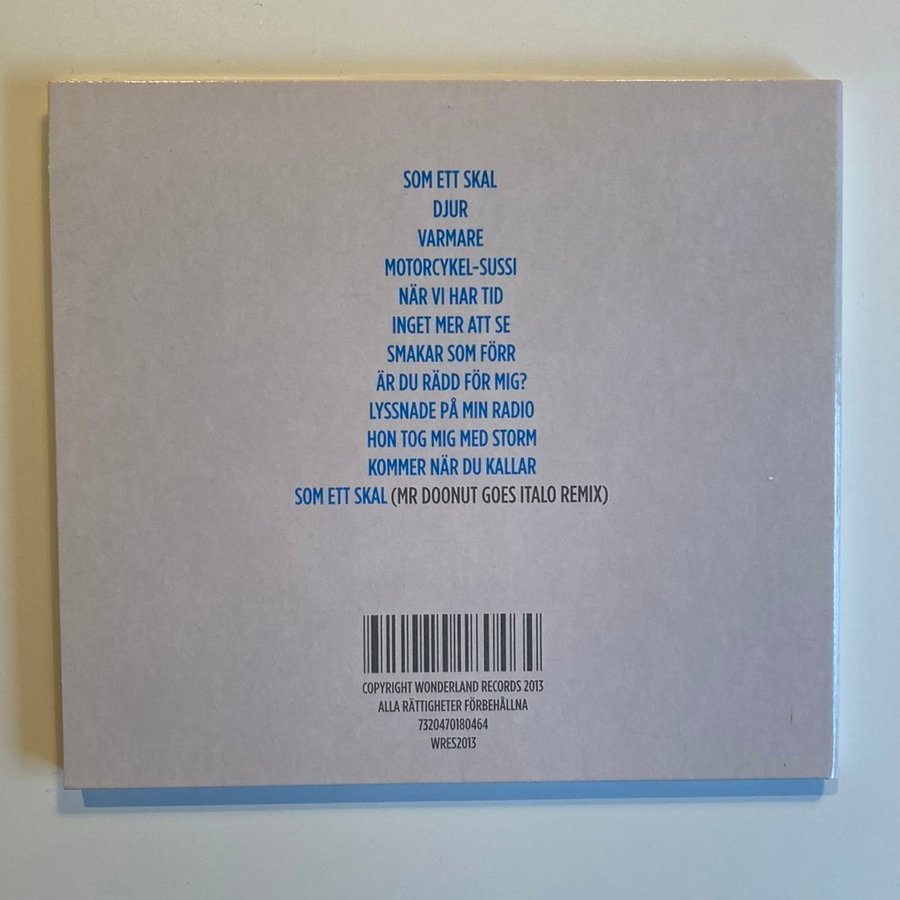 SOM ETT SKAL
DJUR
VARMARE
MOTORCYKEL-SUSSI
NÄR VI HAR TID
INGET MER ATT SE
SMAKAR SOM FÖRR
ÄR DU RÄDD FÖR MIG?
LYSSNADE PÅ MIN RADIO
HON TOG MIG MED STORM
KOMMER NÄR DU KALLAR
SOM ETT SKAL (MR DOONUT GOES ITALO REMIX)
COPYRIGHT WONDERLAND RECORDS 2013
ALLA RÄTTIGHETER FÖRBEHÅLLNA
7320470180464
WRES2013